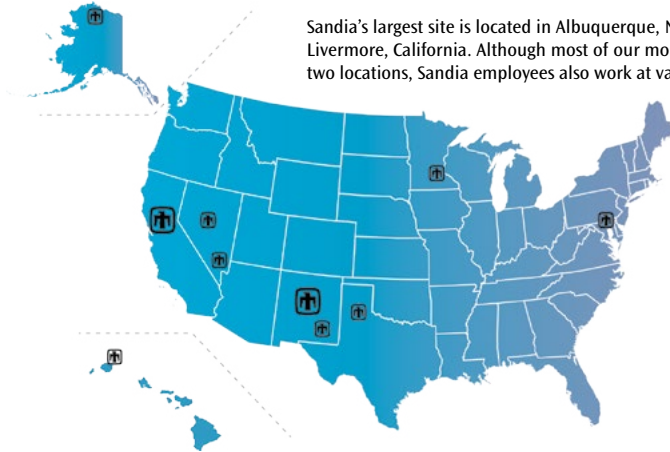 Sandia’s largest site is located in Albuquerque, N
Livermore, California. Although most of our mo
two locations, Sandia employees also work at va